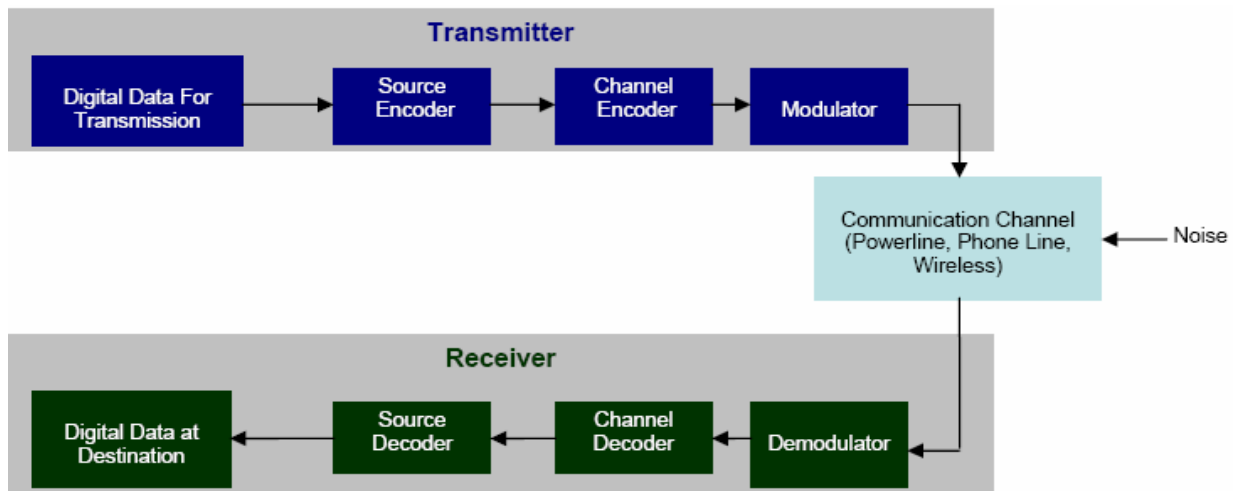 Transmitter
Digital Data For
Transmission
Source
Encoder
Channel
Encoder
Modulator
Communication Channel
(Powerline, Phone Line,
Wireless)
Noise
Receiver
Digital Data at
Destination
Source
Decoder
Channel
Decoder
Demodulator